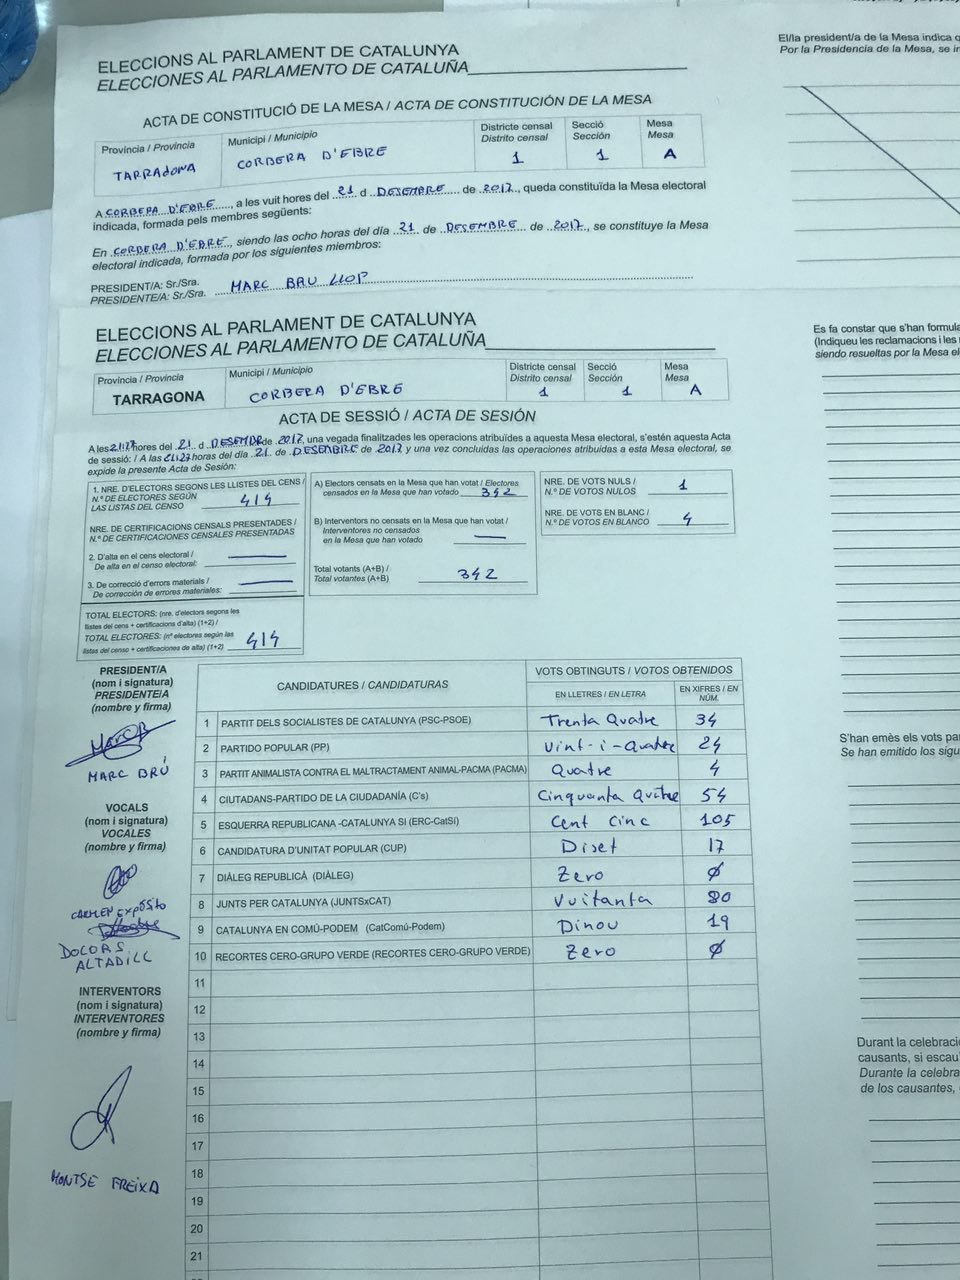 ELECCIONS AL PARLAMENT DE CATALUNYA
ELECCIONES AL PARLAMENTO DE CATALUÑA
ACTA DE CONSTITUCIÓ DE LA MESA / ACTA DE CONSTITUCIÓN DE LA MESA
Província / Provincia Municipi / Municipio Districte censal Secció Mesa
Distrito censal Sección Mesa
TARRAGONA CORBERA D'EBRE 1 1 A
A CORBERA D'EBRE, a les vuit hores del 21 d DESEMBRE de 2017, queda constituïda la Mesa electoral
indicada, formada pels membres següents:
En CORBERA D'EBRE, siendo las ocho horas del día 21 de DESEMBRE de 2017, se constituye la Mesa
electoral indicada, formada por los siguientes miembros:
PRESIDENT/A: Sr./Sra.
PRESIDENTE/A: Sr./Sra. MARC BRU LLOP
El/la president/a de la Mesa indica q
Por la Presidencia de la Mesa, se in
ELECCIONS AL PARLAMENT DE CATALUNYA
ELECCIONES AL PARLAMENTO DE CATALUÑA
Província / Provincia Municipi / Municipio Districte censal Secció Mesa
Distrito censal Sección Mesa
TARRAGONA CORBERA D'EBRE 1 1 A
ACTA DE SESSIÓ / ACTA DE SESIÓN
A les 21:27 hores del 21 d DESEMBR de 2017, una vegada finalitzades les operacions atribuïdes a aquesta Mesa electoral, s'estén aquesta Acta
de sessió: / A las 21:27 horas del día 21 de DESEMBRE de 2017 y una vez concluidas las operaciones atribuidas a esta Mesa electoral, se
expide la presente Acta de Sesión:
1. NRE. D'ELECTORS SEGONS LES LLISTES DEL CENS /
N.º DE ELECTORES SEGÚN
LAS LISTAS DEL CENSO 414
NRE. DE CERTIFICACIONS CENSALS PRESENTADES /
N.º DE CERTIFICACIONES CENSALES PRESENTADAS
2. D'alta en el cens electoral /
De alta en el censo electoral:
3. De correcció d'errors materials /
De corrección de errores materiales:
TOTAL ELECTORS: (nre. d'electors segons les
llistes del cens + certificacions d'alta) (1+2) /
TOTAL ELECTORES: (nº electores según las
listas del censo + certificaciones de alta) (1+2) 414
A) Electors censats en la Mesa que han votat / Electores
censados en la Mesa que han votado 342
B) Interventors no censats en la Mesa que han votat /
Interventores no censados
en la Mesa que han votado
Total votants (A+B) /
Total votantes (A+B) 342
NRE. DE VOTS NULS /
N.º DE VOTOS NULOS 1
NRE. DE VOTS EN BLANC /
N.º DE VOTOS EN BLANCO 4
PRESIDENT/A
(nom i signatura)
PRESIDENTE/A
(nombre y firma)
MARC BRÚ
VOCALS
(nom i signatura)
VOCALES
(nombre y firma)
CARMEN EXPÓSITO
DOLORS
ALTADILL
INTERVENTORS
(nom i signatura)
INTERVENTORES
(nombre y firma)
MONTSE FREIXA
CANDIDATURES / CANDIDATURAS VOTS OBTINGUTS / VOTOS OBTENIDOS
EN LLETRES / EN LETRA EN XIFRES / EN NÚM.
1 PARTIT DELS SOCIALISTES DE CATALUNYA (PSC-PSOE) Trenta Quatre 34
2 PARTIDO POPULAR (PP) Vint-i-Quatre 24
3 PARTIT ANIMALISTA CONTRA EL MALTRACTAMENT ANIMAL-PACMA (PACMA) Quatre 4
4 CIUTADANS-PARTIDO DE LA CIUDADANÍA (C's) Cinquanta Quatre 54
5 ESQUERRA REPUBLICANA -CATALUNYA SI (ERC-CatSí) Cent Cinc 105
6 CANDIDATURA D'UNITAT POPULAR (CUP) Diset 17
7 DIÀLEG REPUBLICÀ (DIÀLEG) Zero Ø
8 JUNTS PER CATALUNYA (JUNTSxCAT) Vuitanta 80
9 CATALUNYA EN COMÚ-PODEM (CatComú-Podem) Dinou 19
10 RECORTES CERO-GRUPO VERDE (RECORTES CERO-GRUPO VERDE) Zero Ø
11
12
13
14
15
16
17
18
19
20
21
Es fa constar que s'han formula
(Indiqueu les reclamacions i les
siendo resueltas por la Mesa el
S'han emès els vots pa
Se han emitido los sigu
Durant la celebració
causants, si escau
Durante la celebra
de los causantes,